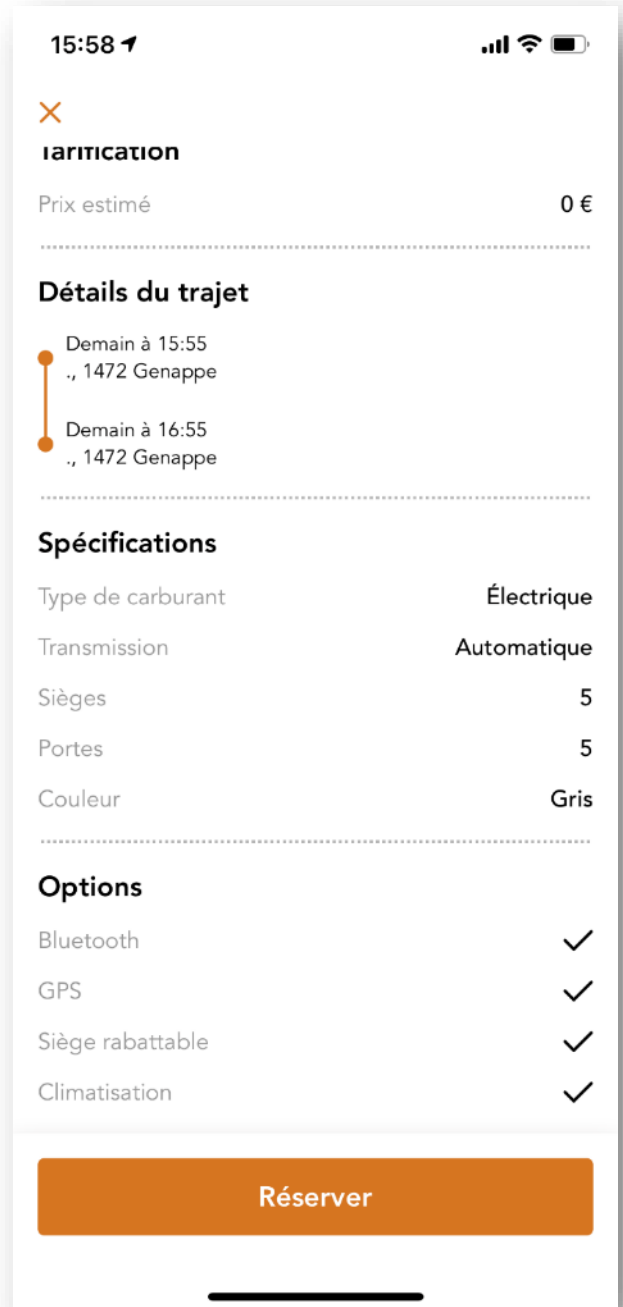 15:58
Tarification
Prix estimé 0 €
Détails du trajet
Demain à 15:55
., 1472 Genappe
Demain à 16:55
., 1472 Genappe
Spécifications
Type de carburant Électrique
Transmission Automatique
Sièges 5
Portes 5
Couleur Gris
Options
Bluetooth
GPS
Siège rabattable
Climatisation
Réserver